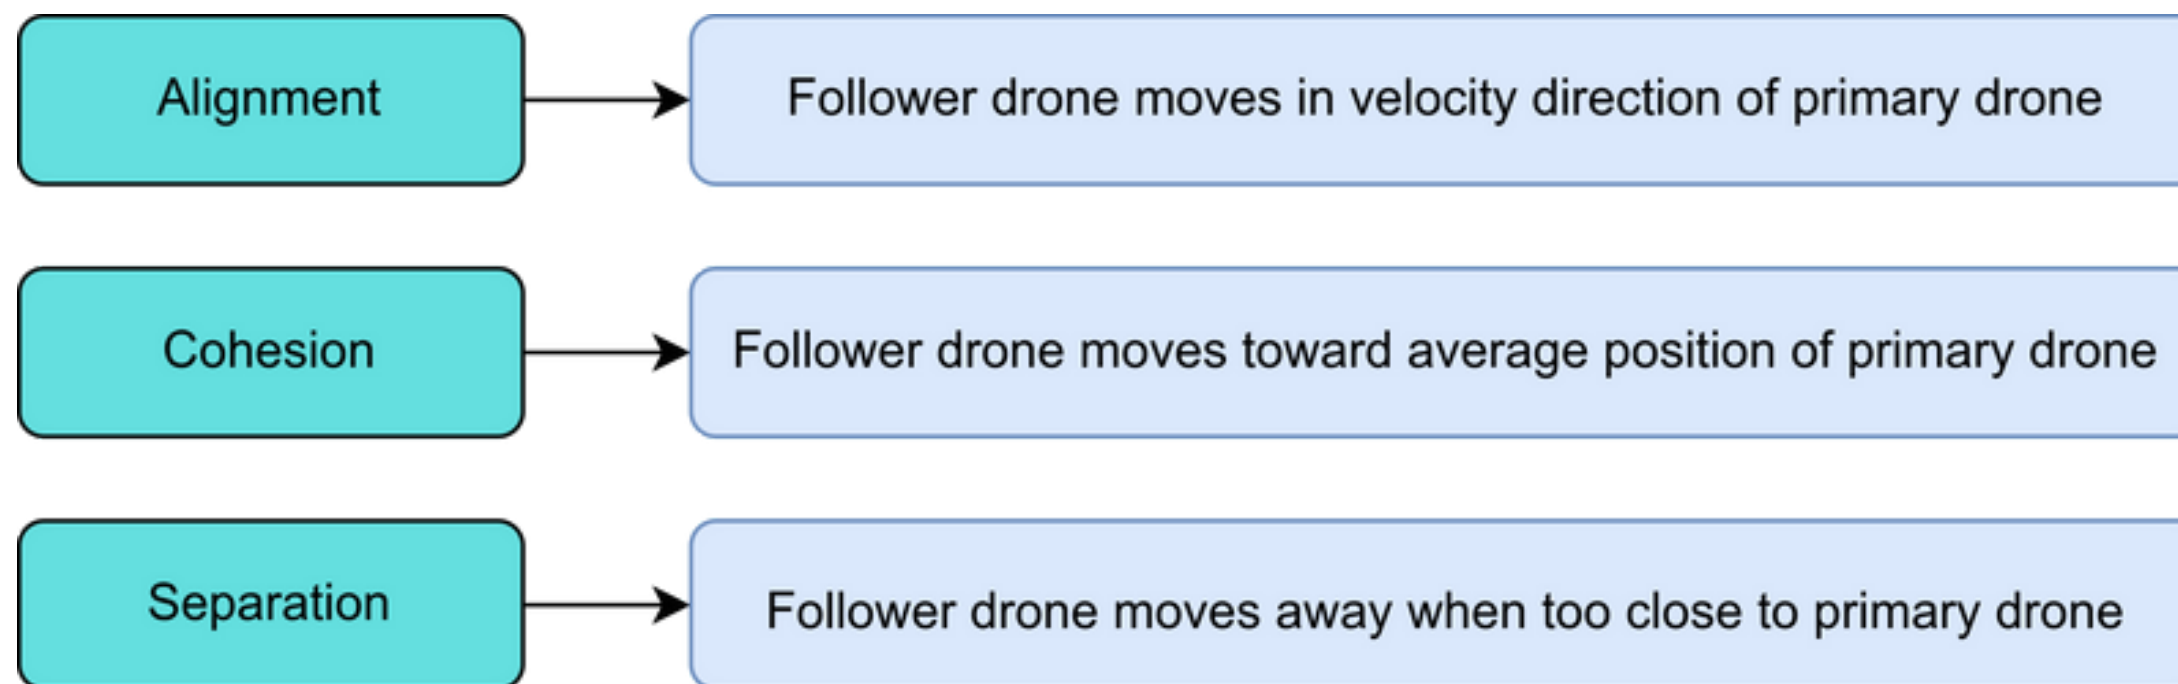 Alignment
Follower drone moves in velocity direction of primary drone
Cohesion
Follower drone moves toward average position of primary drone
Separation
Follower drone moves away when too close to primary drone